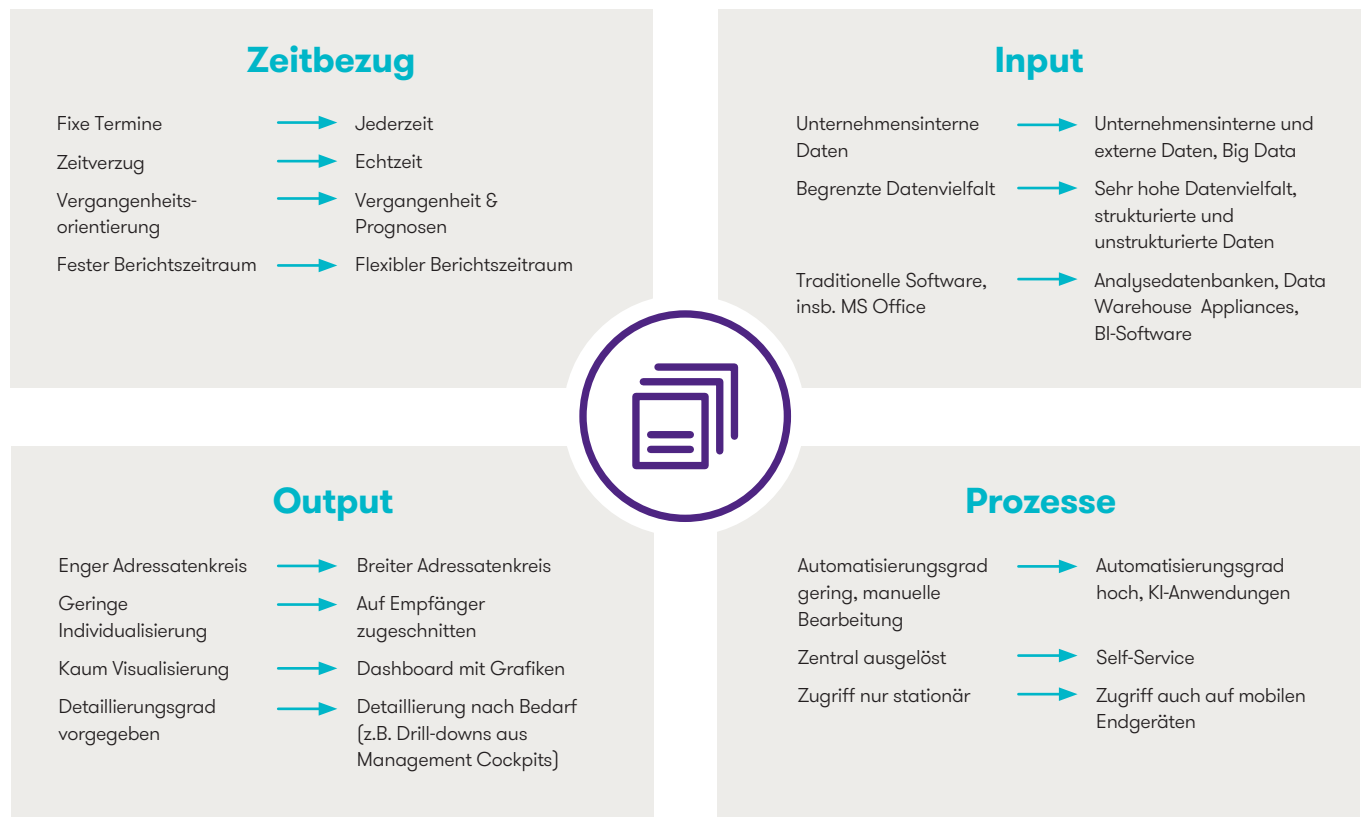 Zeitbezug
Fixe Termine
Jederzeit
Zeitverzug
Echtzeit
Vergangenheits-
orientierung
Vergangenheit &
Prognosen
Fester Berichtszeitraum
Flexibler Berichtszeitraum
Input
Unternehmensinterne
Daten
Unternehmensinterne und
externe Daten, Big Data
Begrenzte Datenvielfalt
Sehr hohe Datenvielfalt,
strukturierte und
unstrukturierte Daten
Traditionelle Software,
insb. MS Office
Analysedatenbanken, Data
Warehouse Appliances,
BI-Software
Output
Enger Adressatenkreis
Breiter Adressatenkreis
Geringe
Individualisierung
Auf Empfänger
zugeschnitten
Kaum Visualisierung
Dashboard mit Grafiken
Detaillierungsgrad
vorgegeben
Detaillierung nach Bedarf
(z.B. Drill-downs aus
Management Cockpits)
Prozesse
Automatisierungsgrad
gering, manuelle
Bearbeitung
Automatisierungsgrad
hoch, KI-Anwendungen
Zentral ausgelöst
Self-Service
Zugriff nur stationär
Zugriff auch auf mobilen
Endgeräten